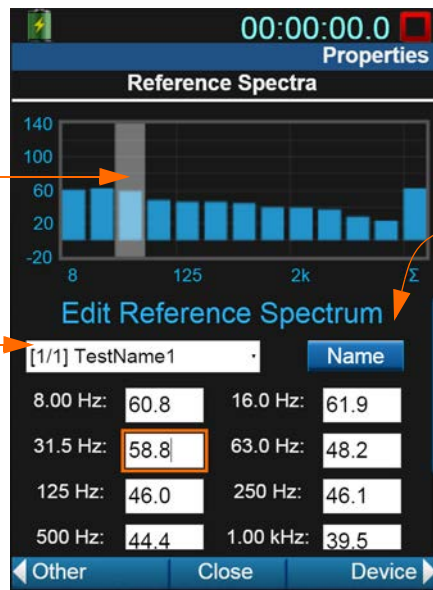 00:00:00.0
Properties
Reference Spectra
140
100
60
20
-20
8 125 2k Σ
Edit Reference Spectrum
[1/1] TestName1 Name
8.00 Hz: 60.8 16.0 Hz: 61.9
31.5 Hz: 58.8 63.0 Hz: 48.2
125 Hz: 46.0 250 Hz: 46.1
500 Hz: 44.4 1.00 kHz: 39.5
Other Close Device